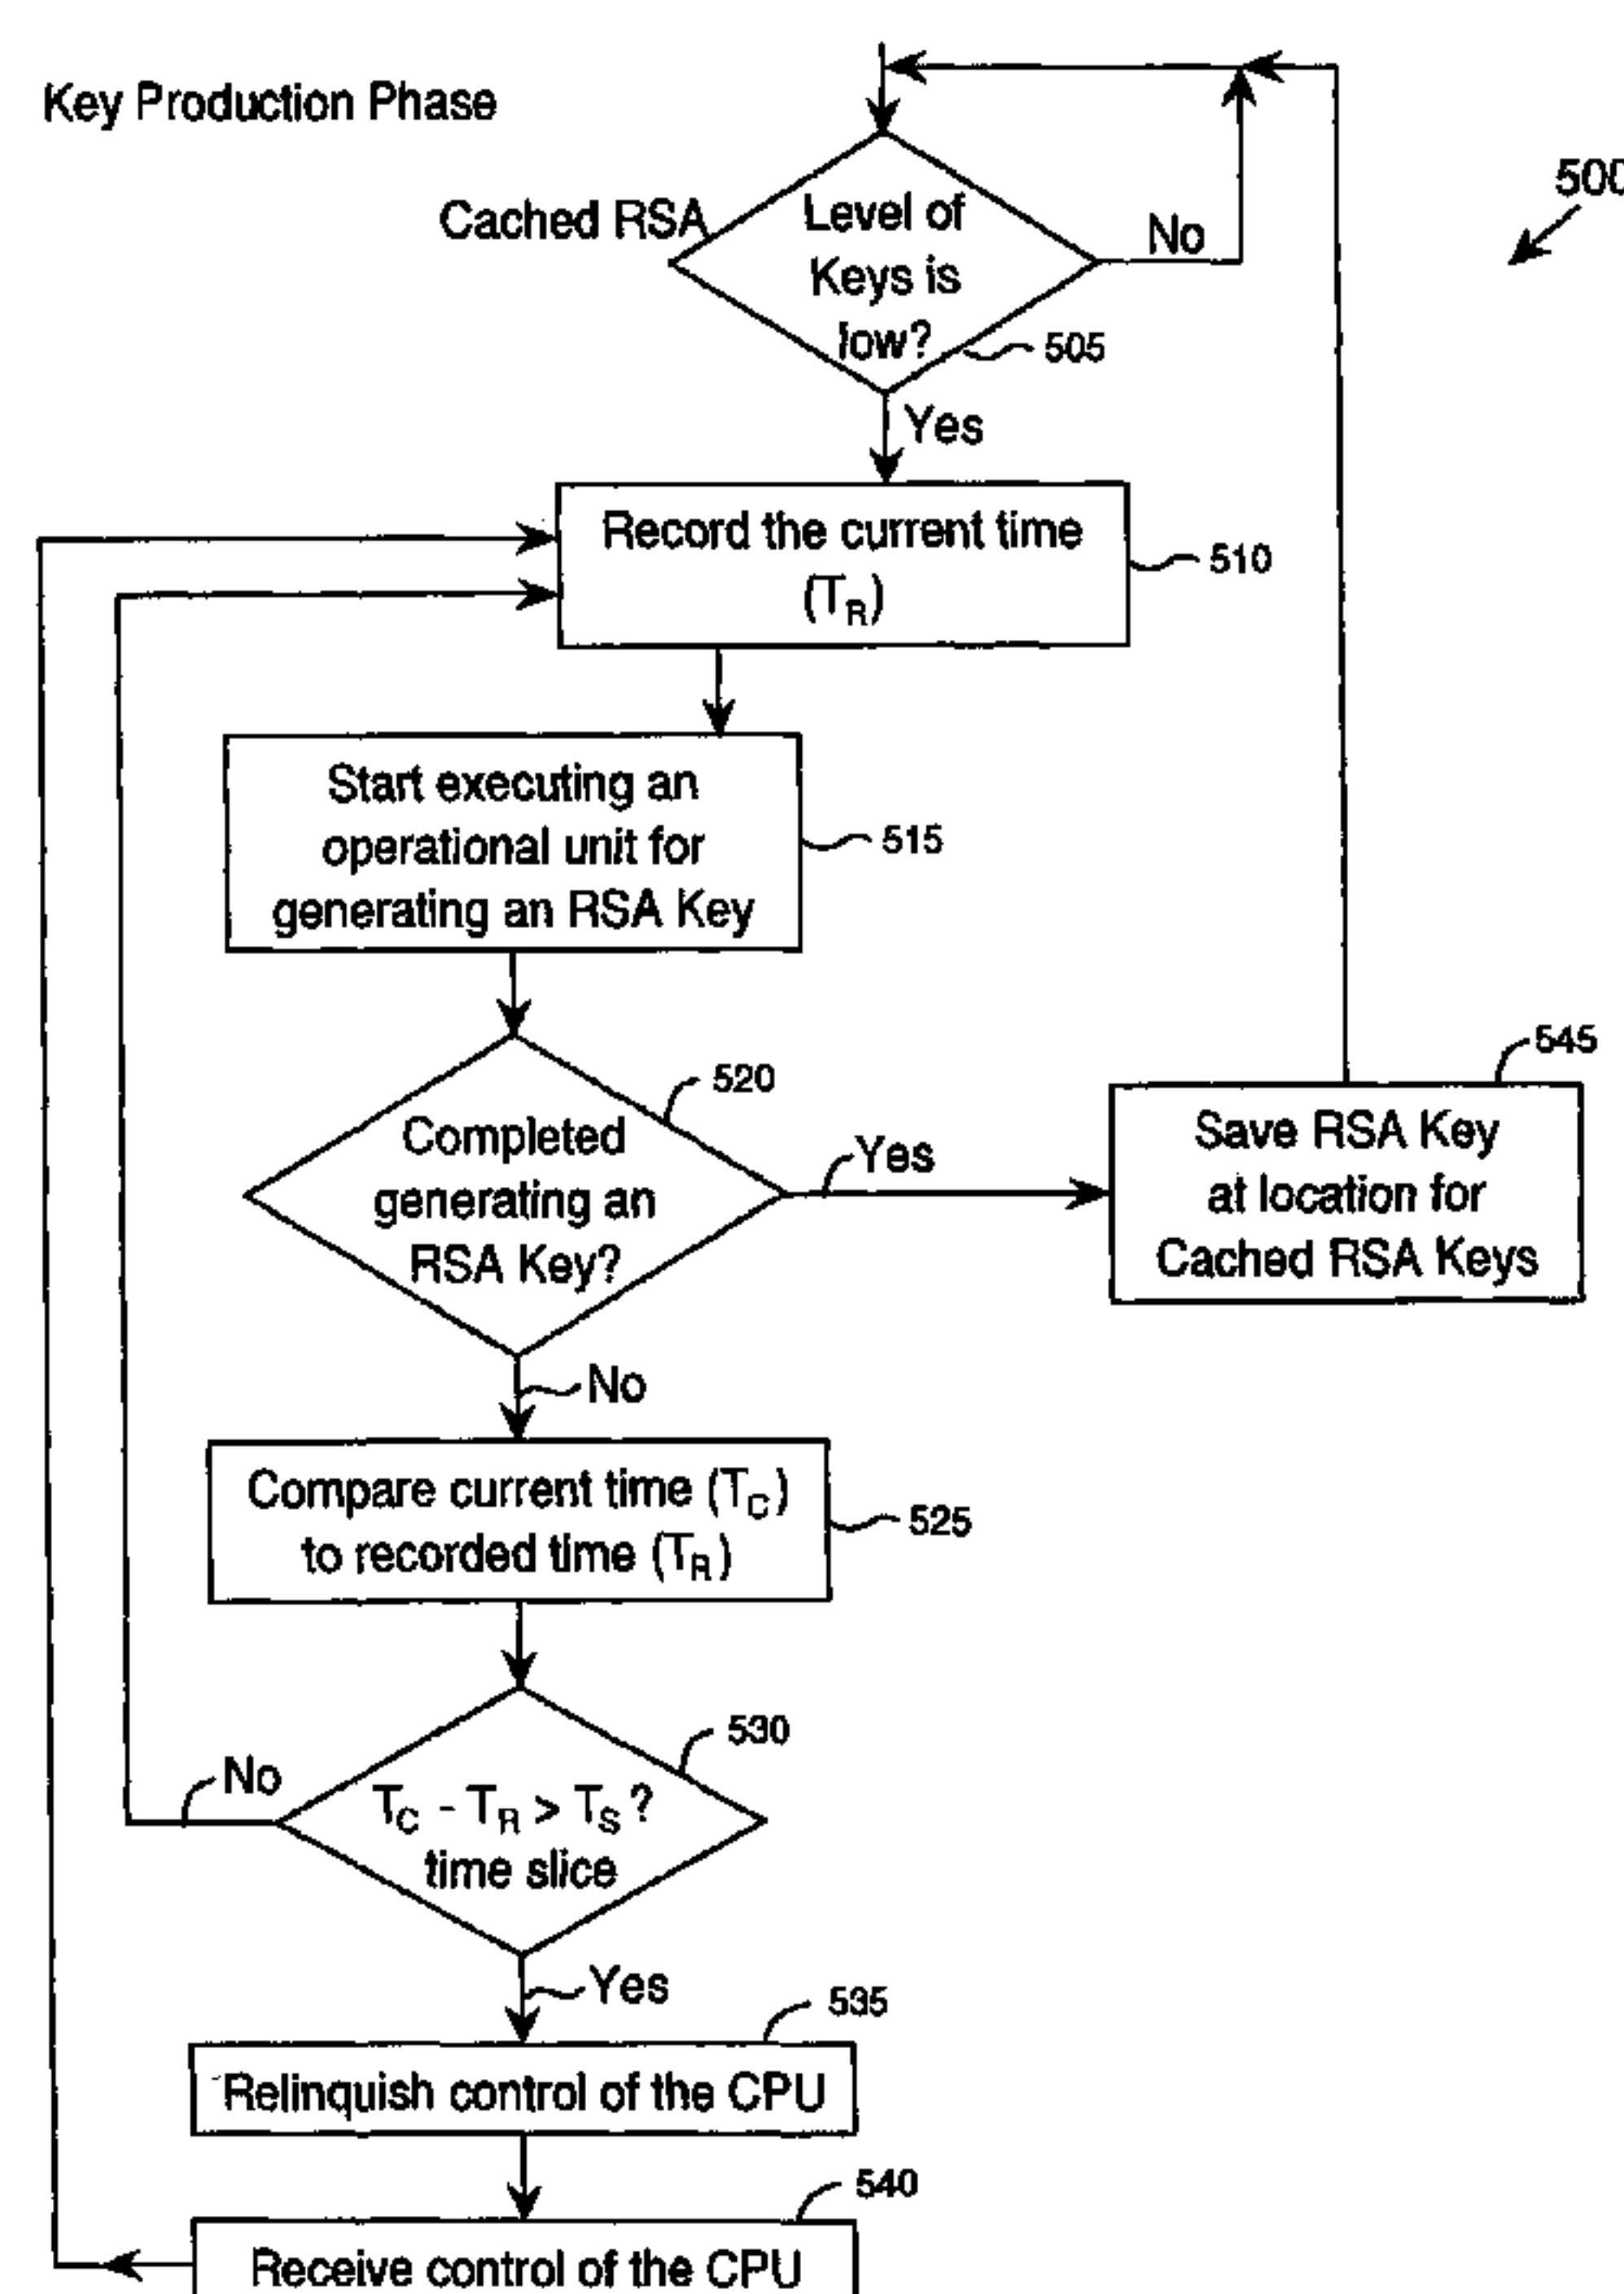 Key Production Phase
500
Cached RSA
Level of
Keys is
low?
No
505
Yes
Record the current time
(T_R)
510
Start executing an
operational unit for
generating an RSA Key
515
520
Completed
generating an
RSA Key?
Yes
545
Save RSA Key
at location for
Cached RSA Keys
No
Compare current time (T_C)
to recorded time (T_R)
525
530
No
T_C - T_R > T_S ?
time slice
Yes
535
Relinquish control of the CPU
540
Receive control of the CPU